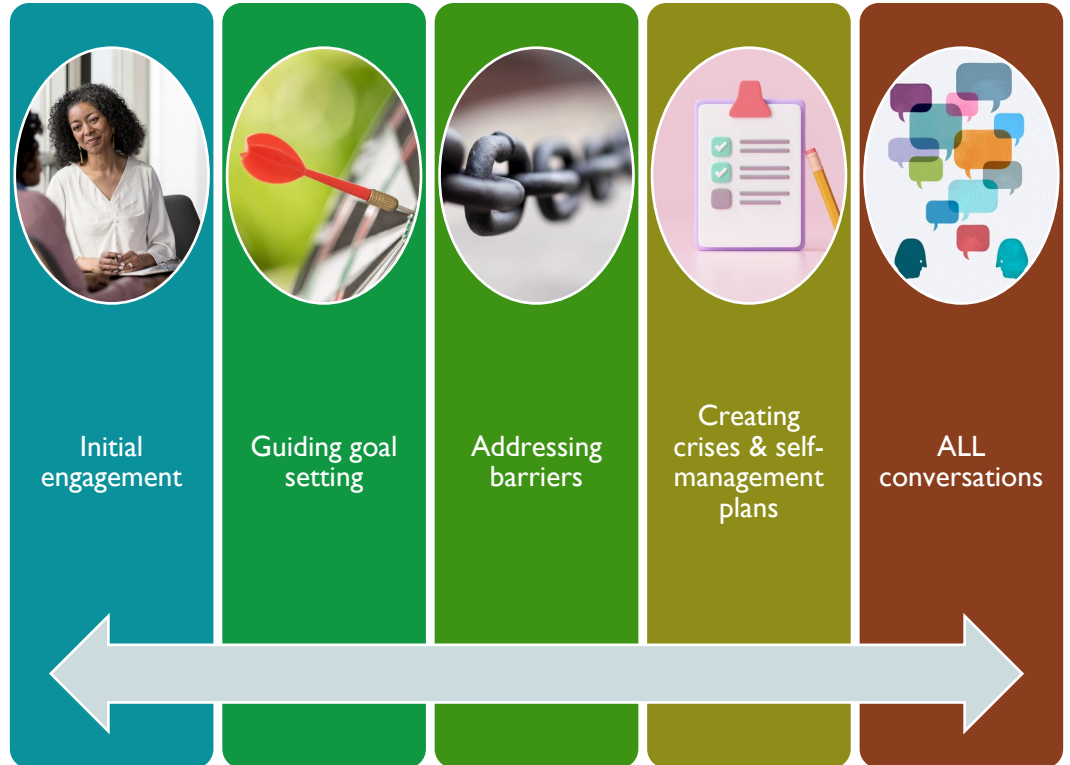 Initial
engagement
Guiding goal
setting
Addressing
barriers
Creating
crises & self-
management
plans
ALL
conversations